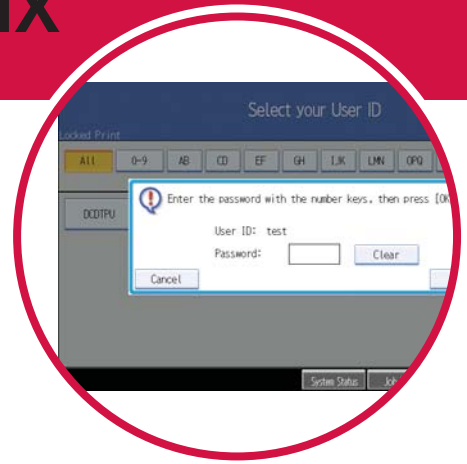 ix
Select your User ID
Locked Print
All 0-9 AB CD EF GH IJK LMN OPQ
Enter the password with the number keys, then press [OK
DCDTPU
User ID: test
Password: Clear
Cancel
System Status Job